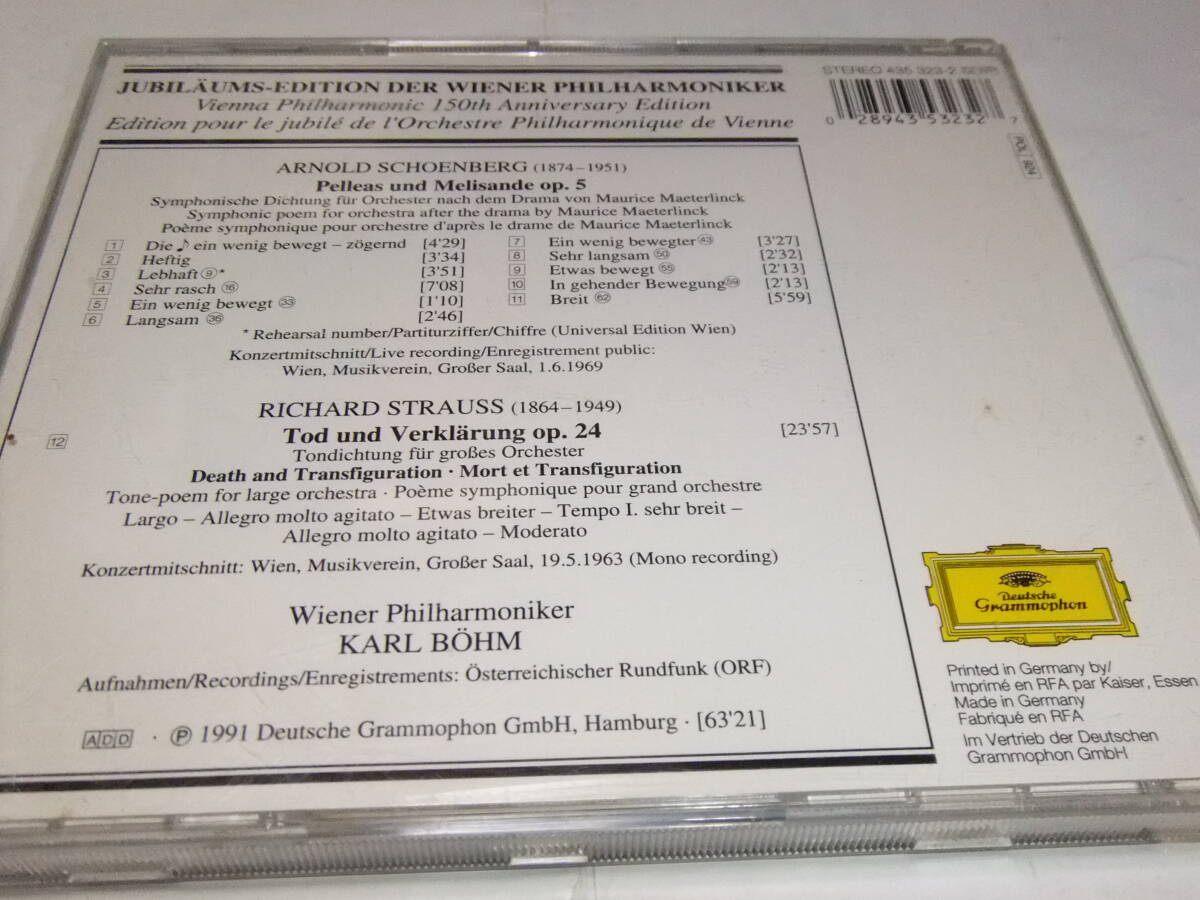 JUBILÄUMS-EDITION DER WIENER PHILHARMONIKER
Vienna Philharmonic 150th Anniversary Edition
Edition pour le jubilé de l'Orchestre Philharmonique de Vienne
STEREO 435 323-2
0 28943 53232 7
ARNOLD SCHOENBERG (1874–1951)
Pelleas und Melisande op. 5
Symphonische Dichtung für Orchester nach dem Drama von Maurice Maeterlinck
Symphonic poem for orchestra after the drama by Maurice Maeterlinck
Poème symphonique pour orchestre d'après le drame de Maurice Maeterlinck
1 Die ♪ ein wenig bewegt – zögernd [4'29]
2 Heftig [3'34]
3 Lebhaft ⑨* [3'51]
4 Sehr rasch ⑯ [7'08]
5 Ein wenig bewegt ㉝ [1'10]
6 Langsam ㊱ [2'46]
7 Ein wenig bewegter ㊸ [3'27]
8 Sehr langsam ㊿ [2'32]
9 Etwas bewegt 55 [2'13]
10 In gehender Bewegung 59 [2'13]
11 Breit 62 [5'59]
* Rehearsal number/Partiturziffer/Chiffre (Universal Edition Wien)
Konzertmitschnitt/Live recording/Enregistrement public:
Wien, Musikverein, Großer Saal, 1.6.1969
RICHARD STRAUSS (1864–1949)
12 Tod und Verklärung op. 24 [23'57]
Tondichtung für großes Orchester
Death and Transfiguration · Mort et Transfiguration
Tone-poem for large orchestra · Poème symphonique pour grand orchestre
Largo – Allegro molto agitato – Etwas breiter – Tempo I. sehr breit –
Allegro molto agitato – Moderato
Konzertmitschnitt: Wien, Musikverein, Großer Saal, 19.5.1963 (Mono recording)
Wiener Philharmoniker
KARL BÖHM
Aufnahmen/Recordings/Enregistrements: Österreichischer Rundfunk (ORF)
ADD · ℗ 1991 Deutsche Grammophon GmbH, Hamburg · [63'21]
Deutsche
Grammophon
Printed in Germany by/
Imprimé en RFA par Kaiser, Essen
Made in Germany
Fabriqué en RFA
Im Vertrieb der Deutschen
Grammophon GmbH